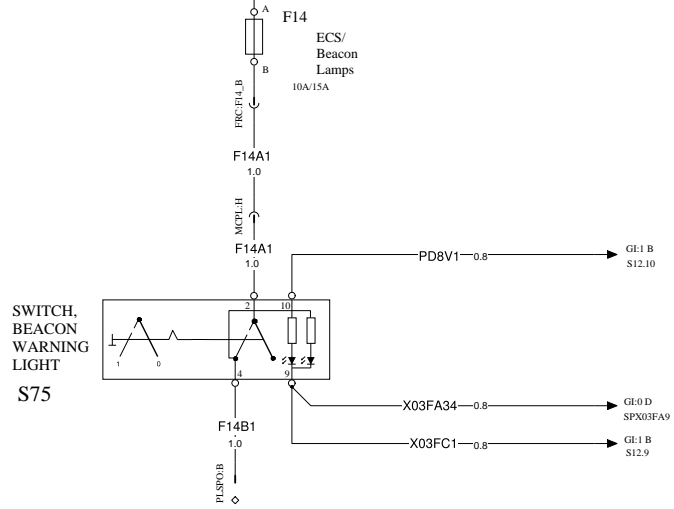 A
F14
ECS/
Beacon
Lamps
B
10A/15A
FRC:F14_B
F14A1
1.0
MCPL:H
F14A1
1.0
PD8V1
0.8
GI:1 B
S12.10
SWITCH,
BEACON
WARNING
LIGHT
S75
2
10
1
0
4
9
X03FA34
0.8
GI:0 D
SPX03FA9
F14B1
1.0
X03FC1
0.8
GI:1 B
S12.9
PLSPO:B